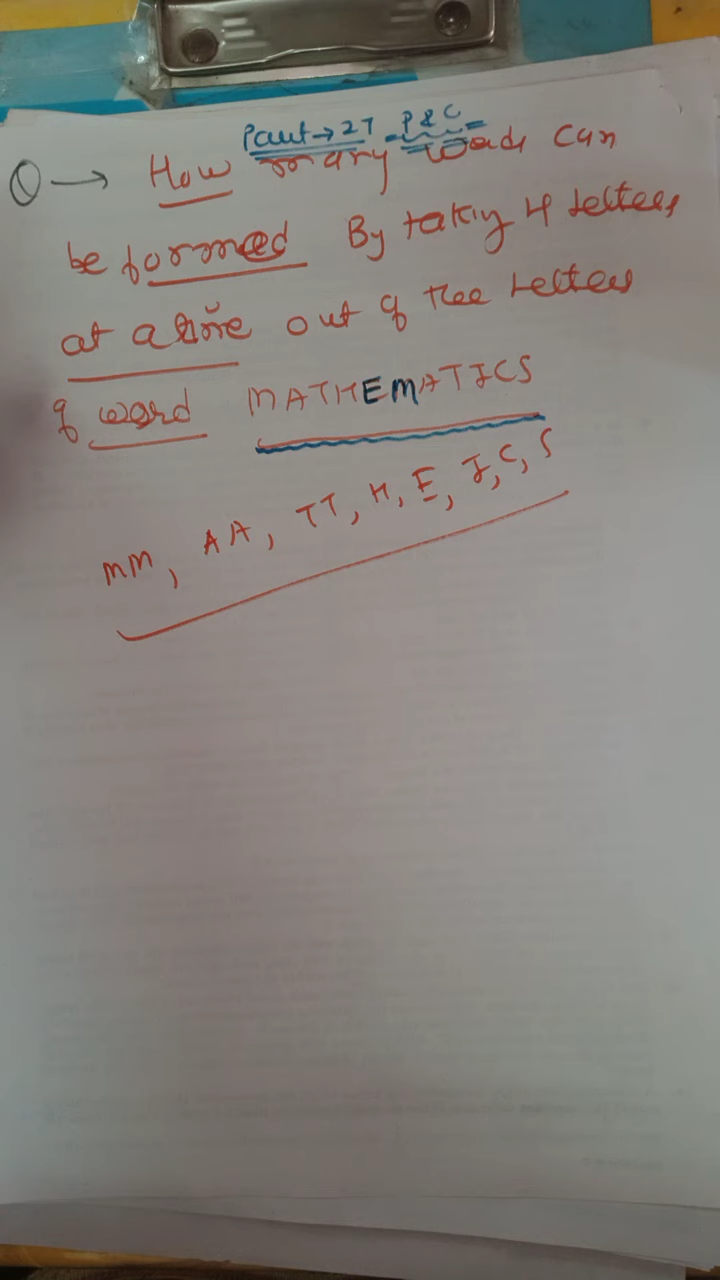 Part → 27 P & C
Q → How many words can
be formed By taking 4 letters
at a time out of the letters
of word MATHEMATICS
MM, AA, TT, H, E, I, C, S